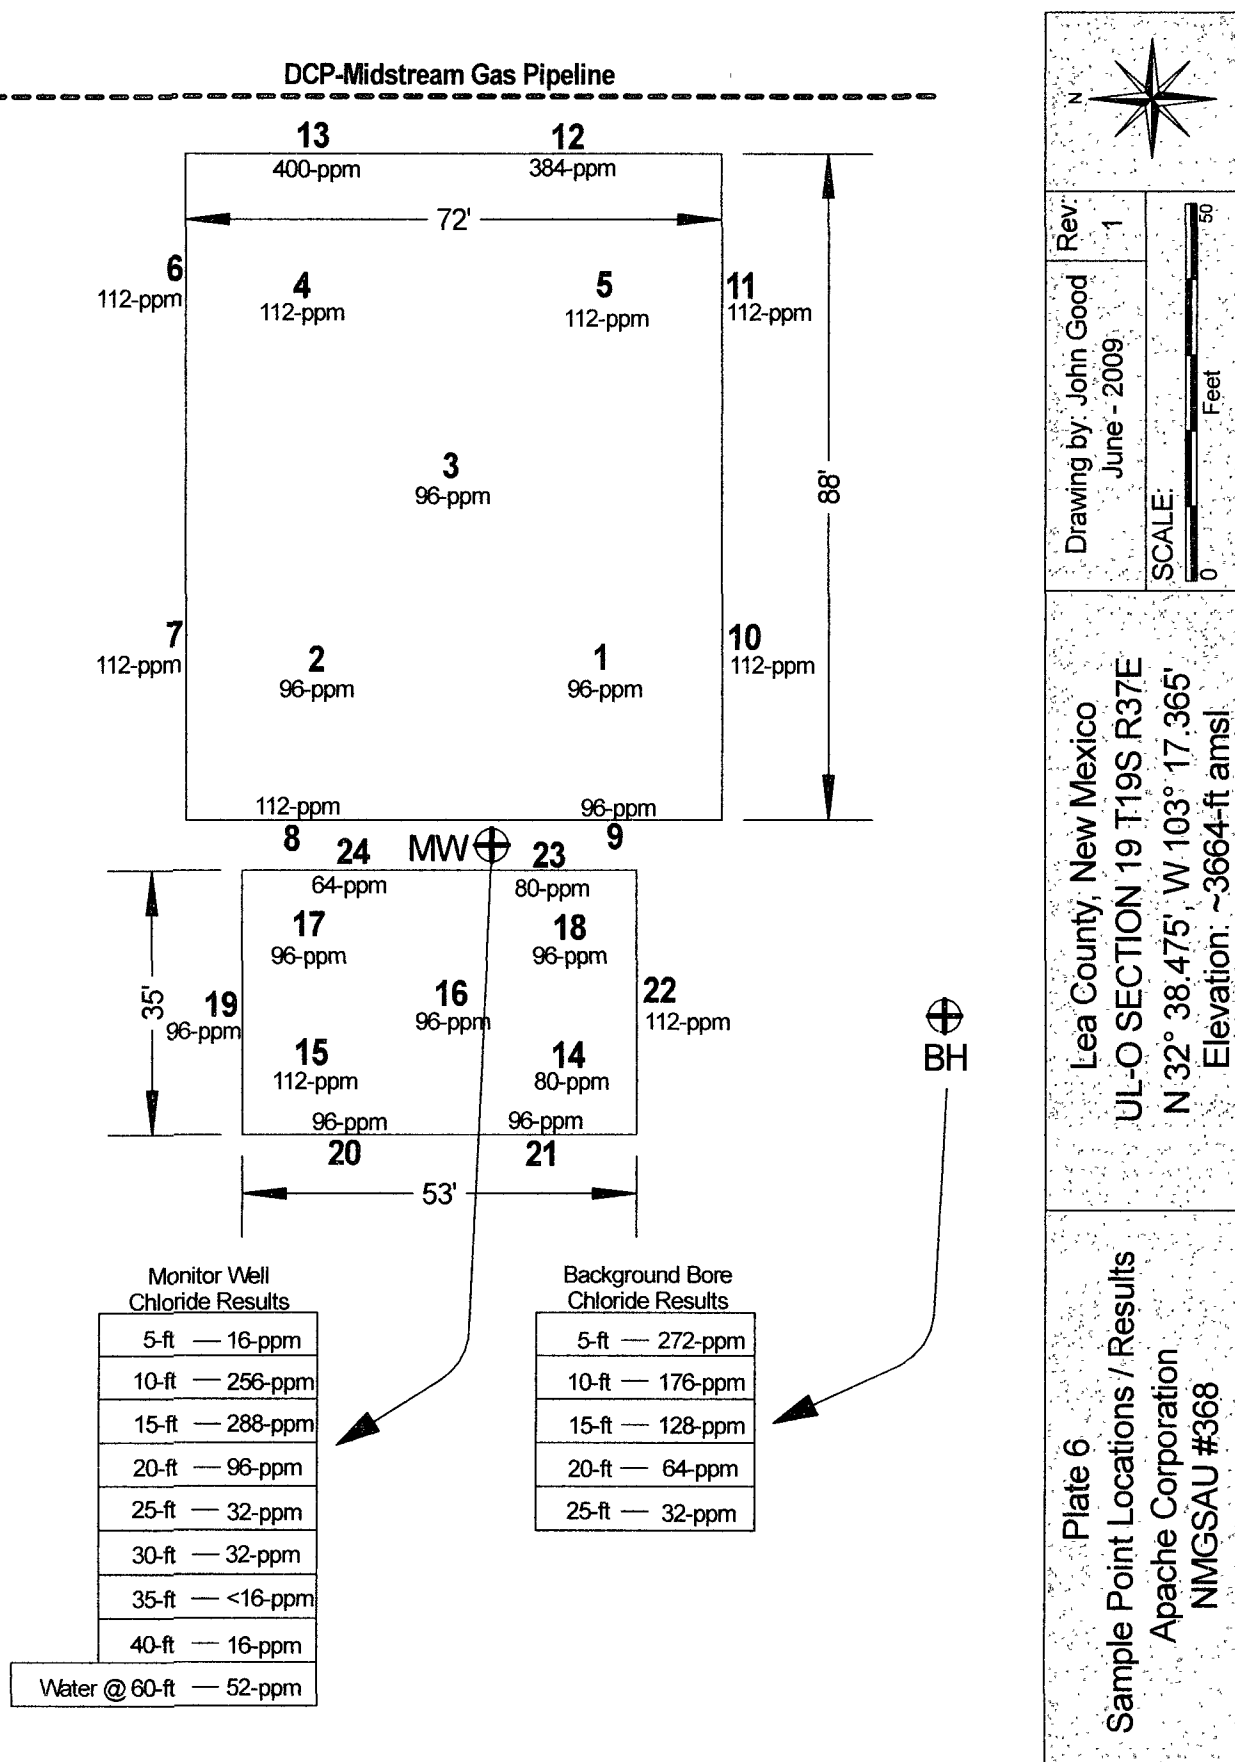 DCP-Midstream Gas Pipeline
13
400-ppm
12
384-ppm
72'
6
112-ppm
4
112-ppm
5
112-ppm
11
112-ppm
3
96-ppm
88'
7
112-ppm
2
96-ppm
1
96-ppm
10
112-ppm
112-ppm
8
96-ppm
9
MW
24
64-ppm
23
80-ppm
17
96-ppm
18
96-ppm
35'
19
96-ppm
16
96-ppm
22
112-ppm
15
112-ppm
14
80-ppm
96-ppm
20
96-ppm
21
53'
BH
Monitor Well
Chloride Results
5-ft — 16-ppm
10-ft — 256-ppm
15-ft — 288-ppm
20-ft — 96-ppm
25-ft — 32-ppm
30-ft — 32-ppm
35-ft — <16-ppm
40-ft — 16-ppm
Water @ 60-ft — 52-ppm
Background Bore
Chloride Results
5-ft — 272-ppm
10-ft — 176-ppm
15-ft — 128-ppm
20-ft — 64-ppm
25-ft — 32-ppm
Plate 6
Sample Point Locations / Results
Apache Corporation
NMGSAU #368
Lea County, New Mexico
UL-O SECTION 19 T19S R37E
N 32° 38.475', W 103° 17.365'
Elevation: ~3664-ft amsl
Drawing by: John Good
June - 2009
Rev:
1
SCALE:
0
Feet
50
N